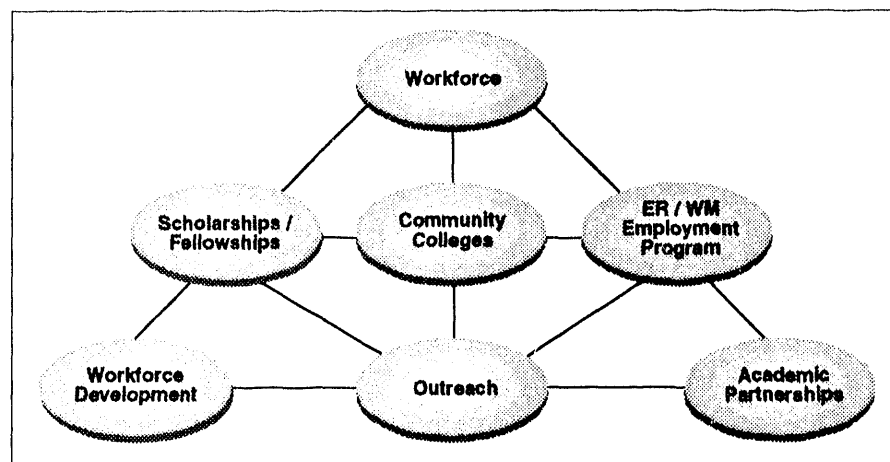 Workforce
Scholarships /
Fellowships
Community
Colleges
ER / WM
Employment
Program
Workforce
Development
Outreach
Academic
Partnerships